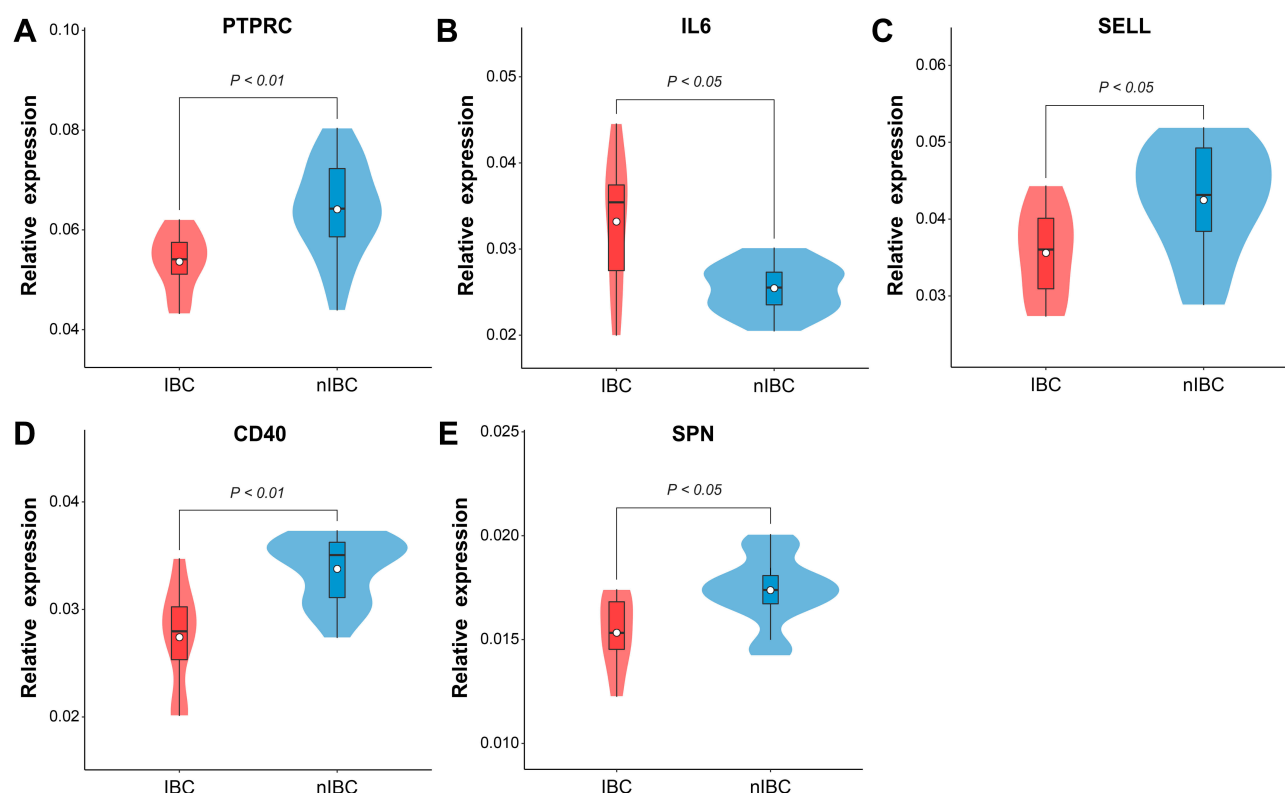 A
PTPRC
P < 0.01
Relative expression
0.10
0.08
0.06
0.04
IBC
nIBC
B
IL6
P < 0.05
Relative expression
0.05
0.04
0.03
0.02
IBC
nIBC
C
SELL
P < 0.05
Relative expression
0.06
0.05
0.04
0.03
IBC
nIBC
D
CD40
P < 0.01
Relative expression
0.04
0.03
0.02
IBC
nIBC
E
SPN
P < 0.05
Relative expression
0.025
0.020
0.015
0.010
IBC
nIBC